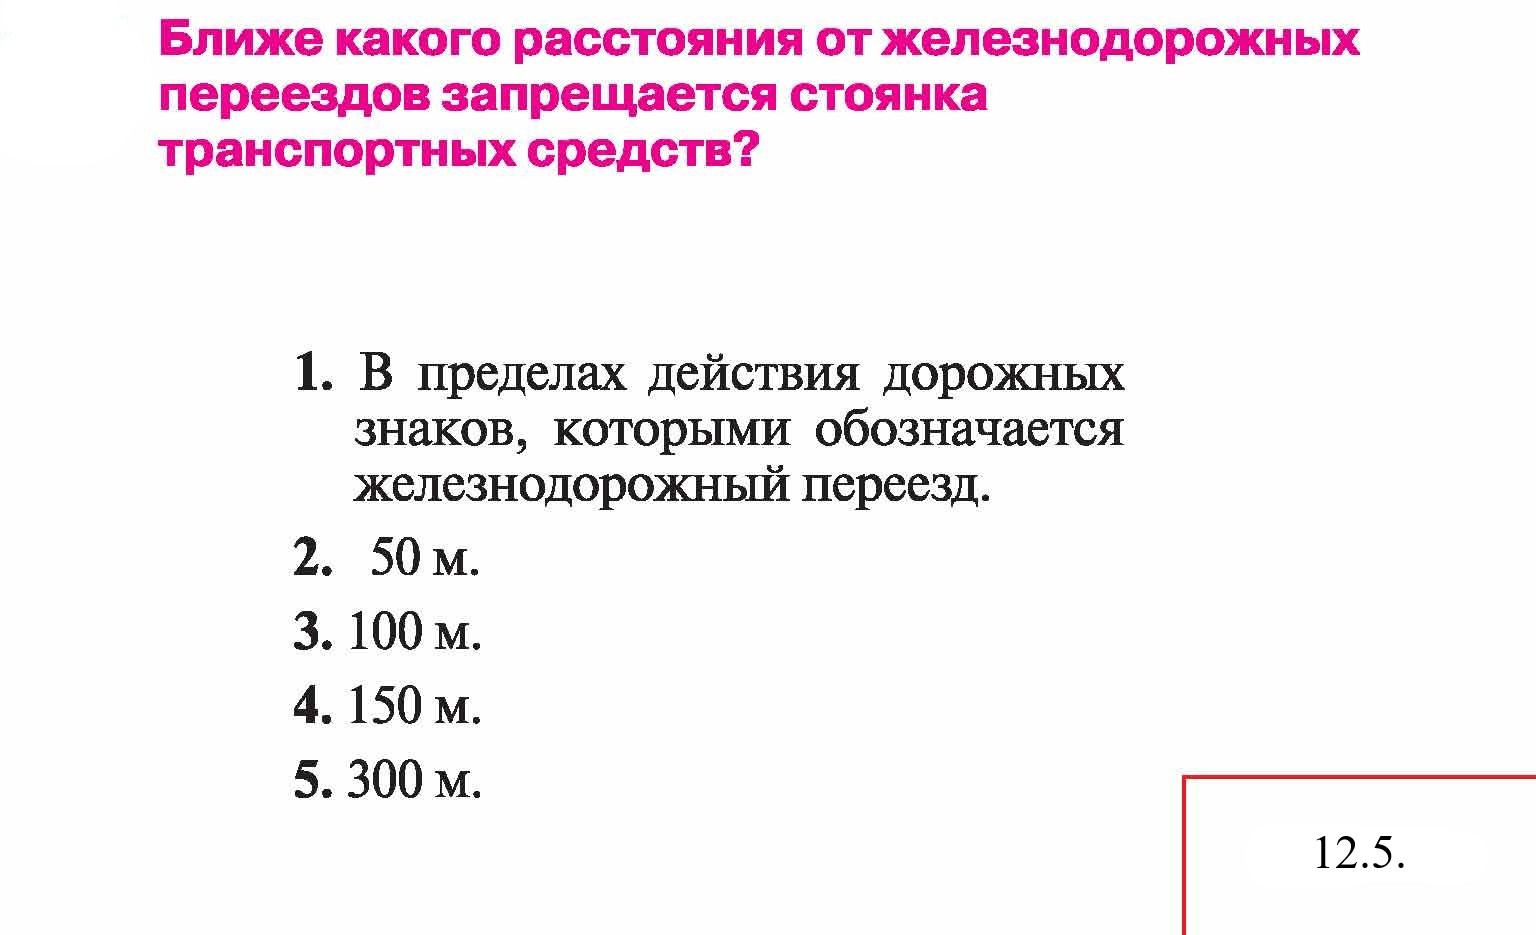 Ближе какого расстояния от железнодорожных
переездов запрещается стоянка
транспортных средств?
1. В пределах действия дорожных
знаков, которыми обозначается
железнодорожный переезд.
2. 50 м.
3. 100 м.
4. 150 м.
5. 300 м.
12.5.